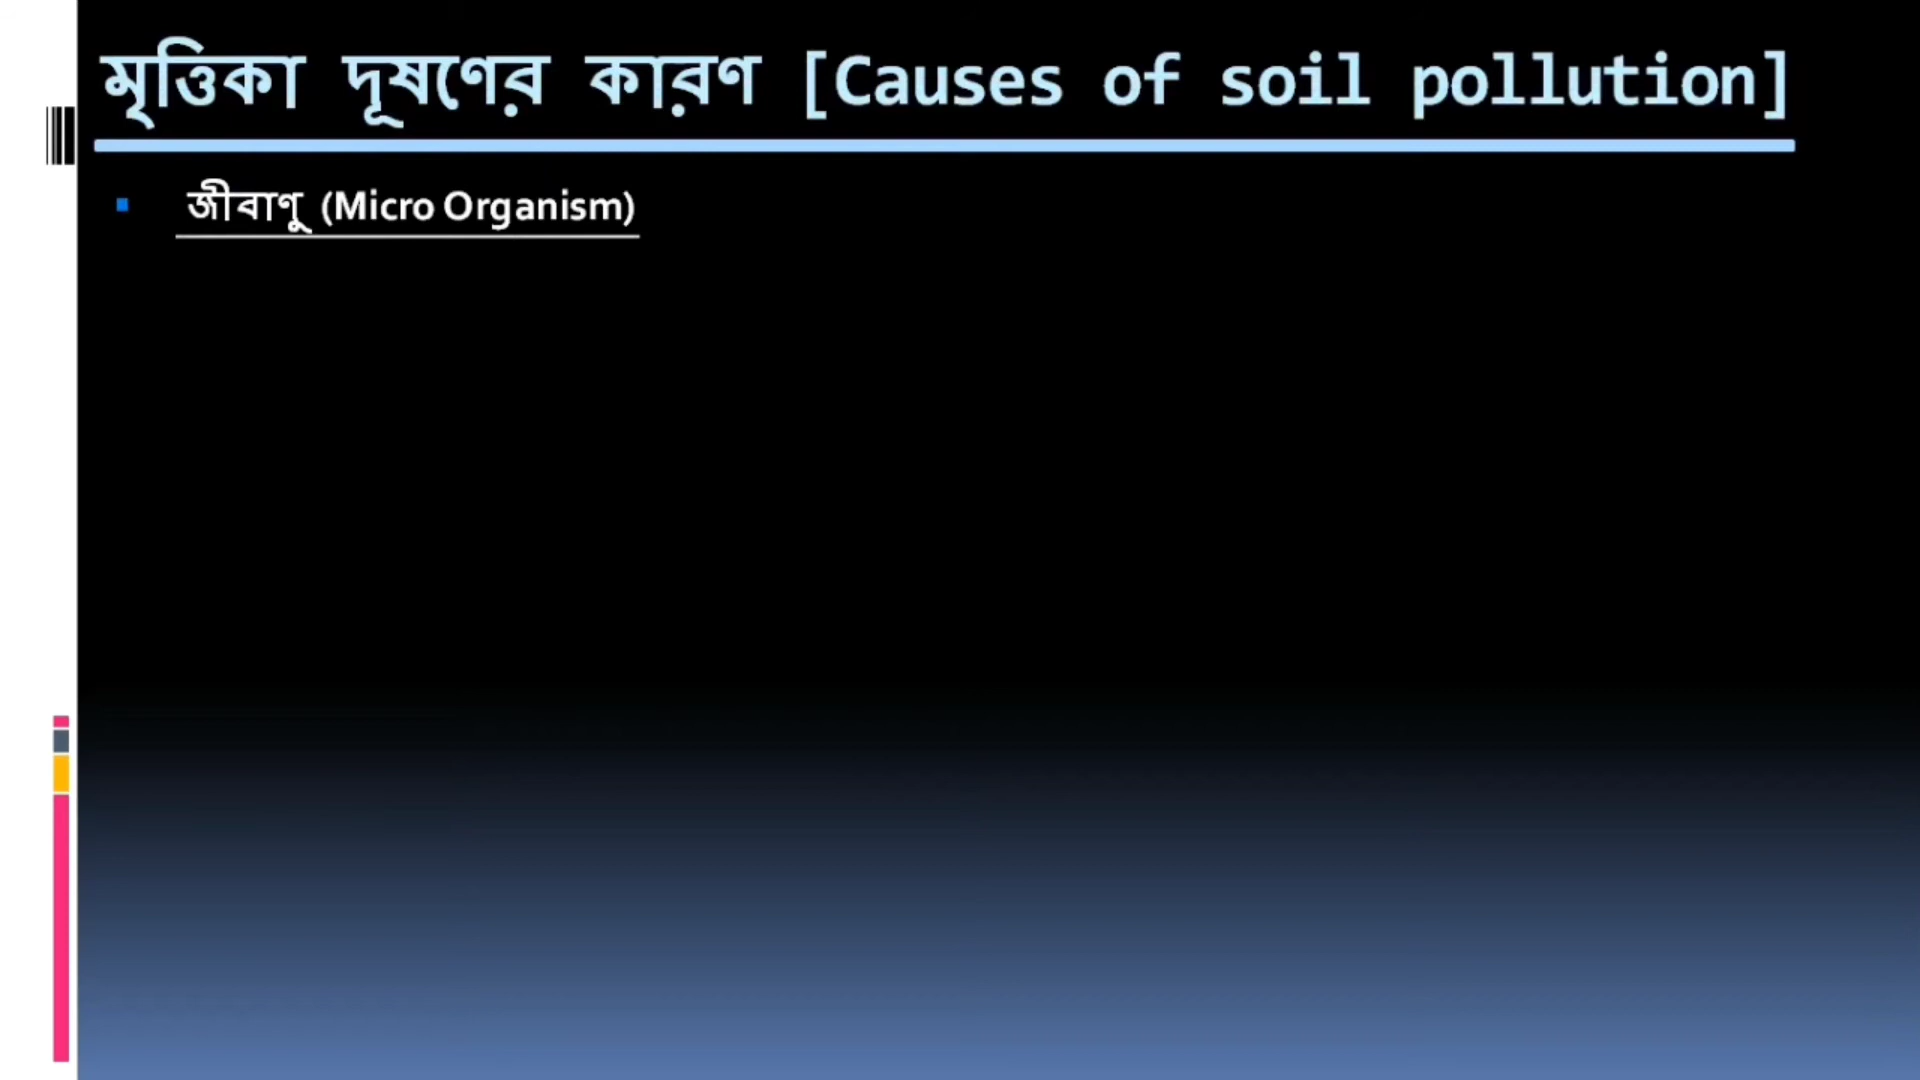 মৃত্তিকা দূষণের কারণ [Causes of soil pollution]
জীবাণু (Micro Organism)